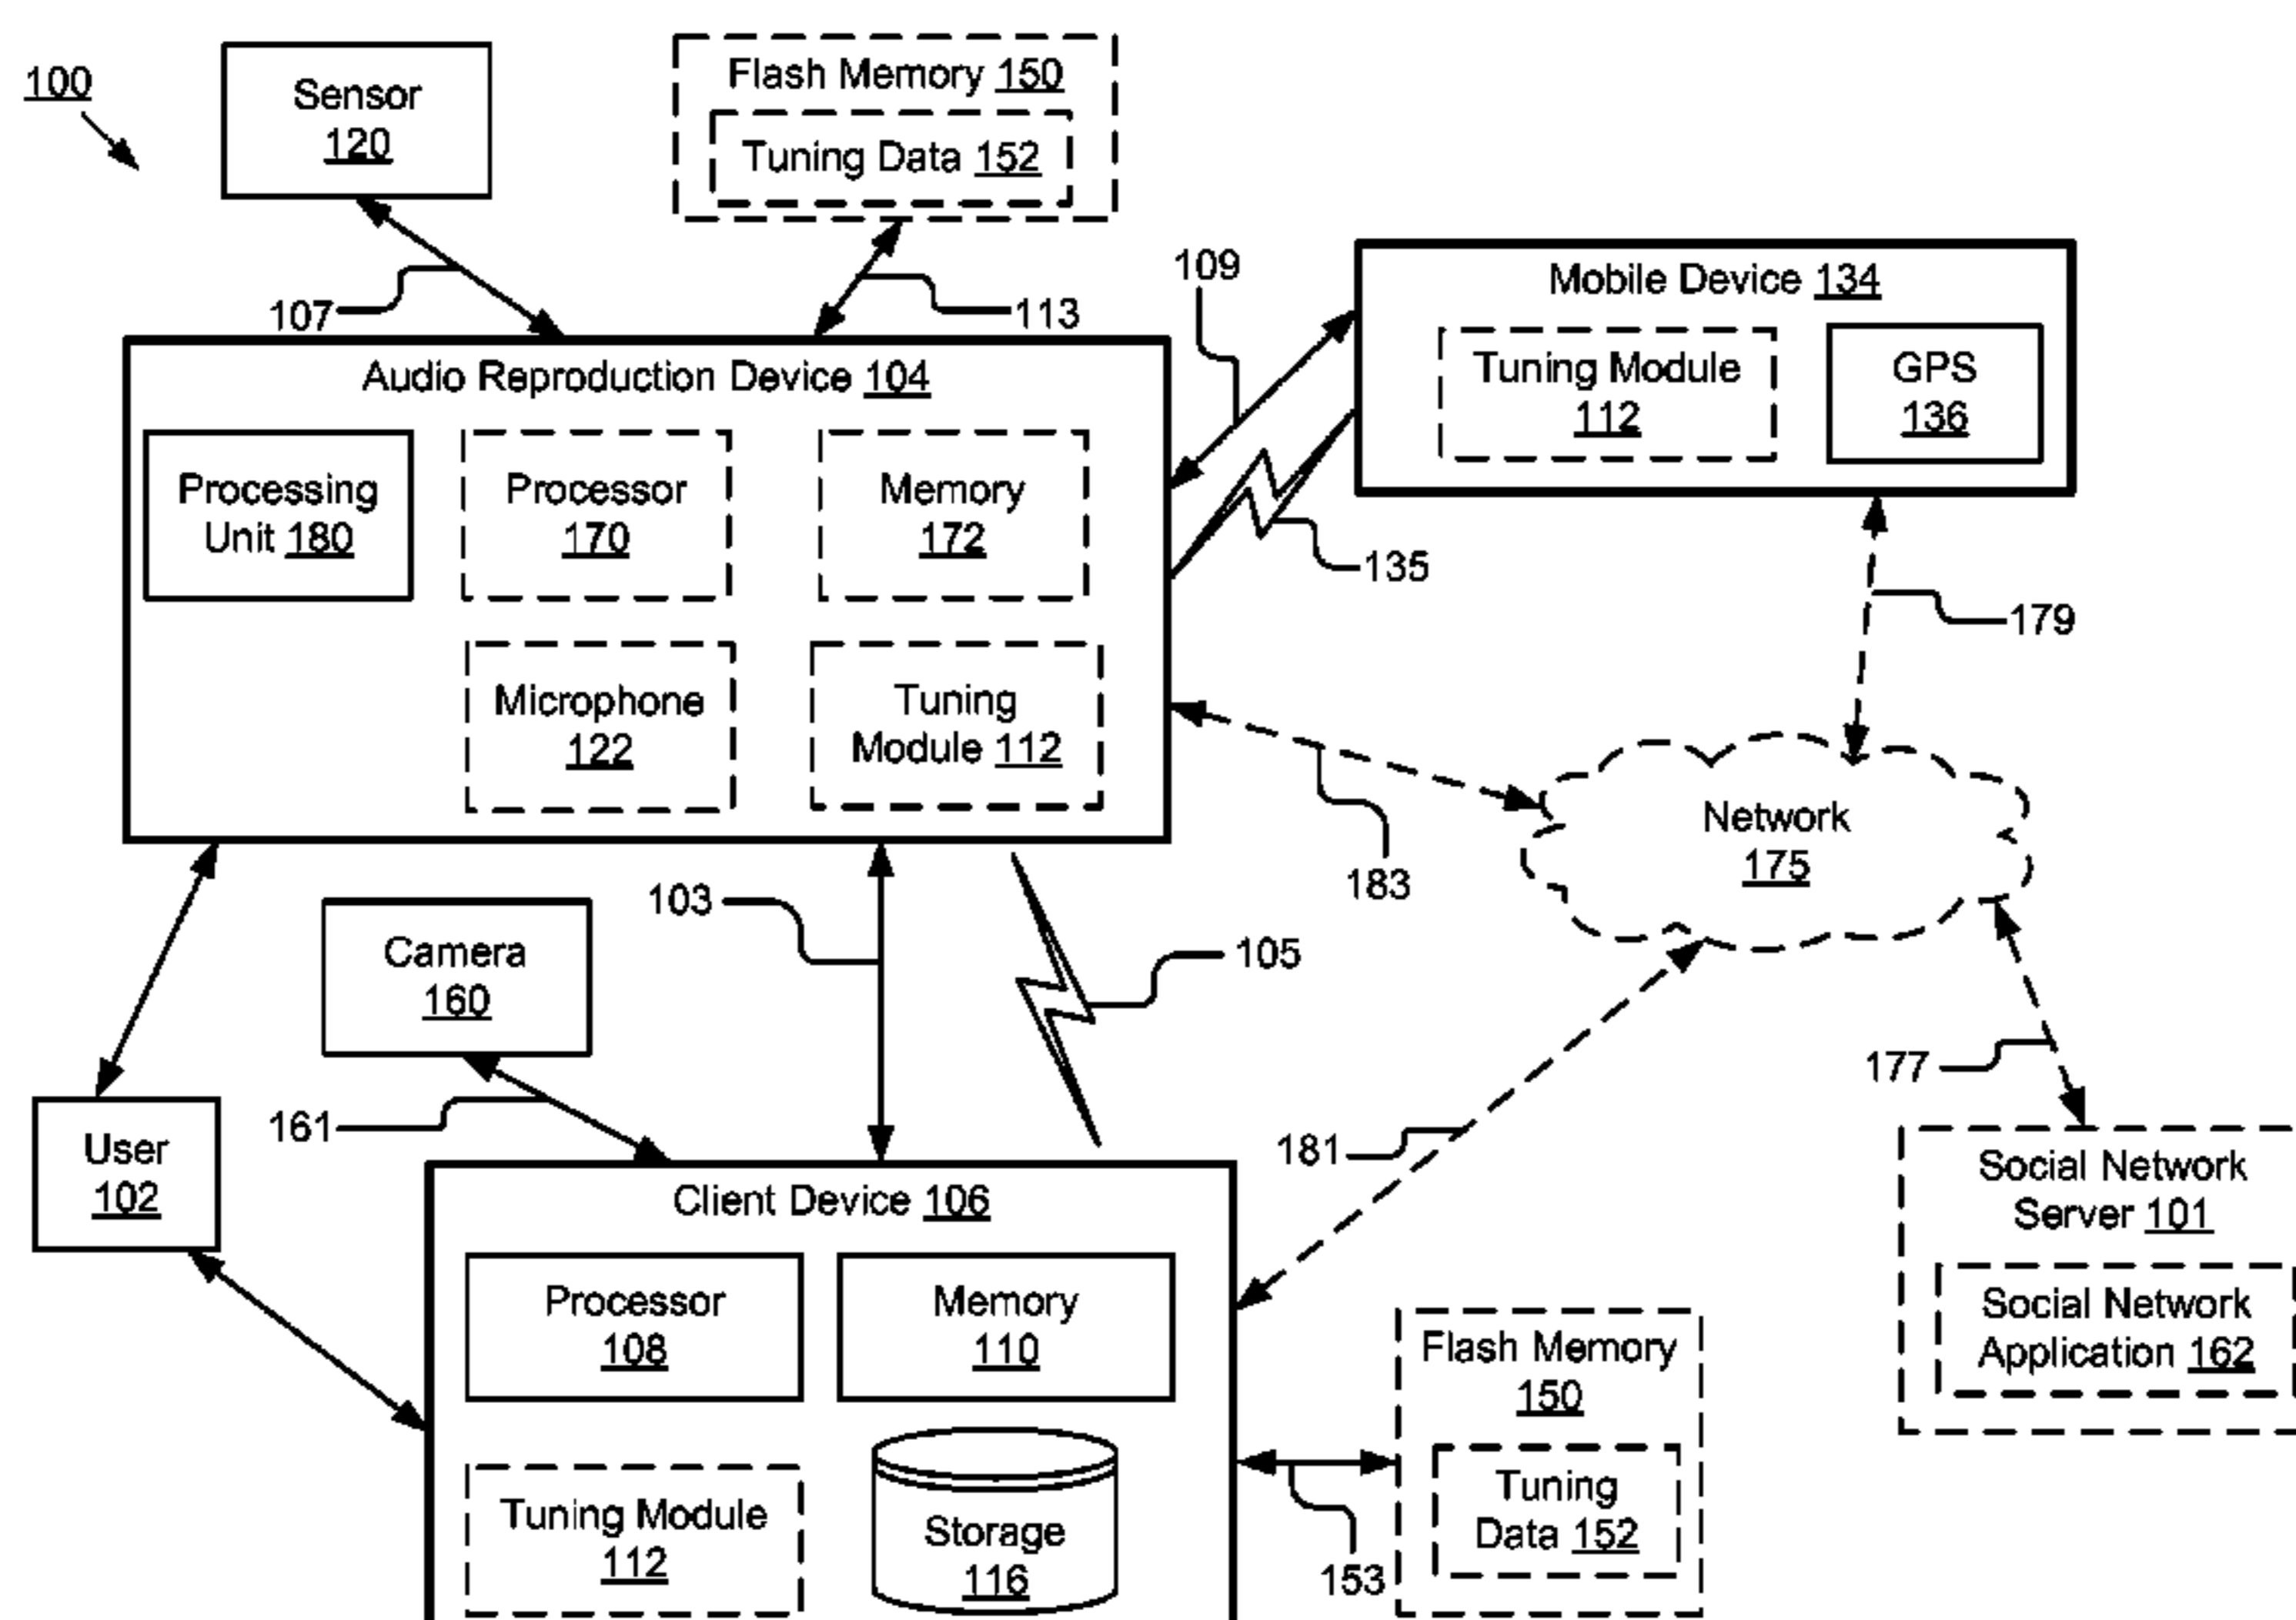 100
Sensor
120
Flash Memory 150
Tuning Data 152
107
113
109
Mobile Device 134
Tuning Module
112
GPS
136
Audio Reproduction Device 104
Processing
Unit 180
Processor
170
Memory
172
135
179
Microphone
122
Tuning
Module 112
183
Network
175
103
Camera
160
105
177
161
User
102
181
Social Network
Server 101
Social Network
Application 162
Client Device 106
Processor
108
Memory
110
Tuning Module
112
Storage
116
153
Flash Memory
150
Tuning
Data 152